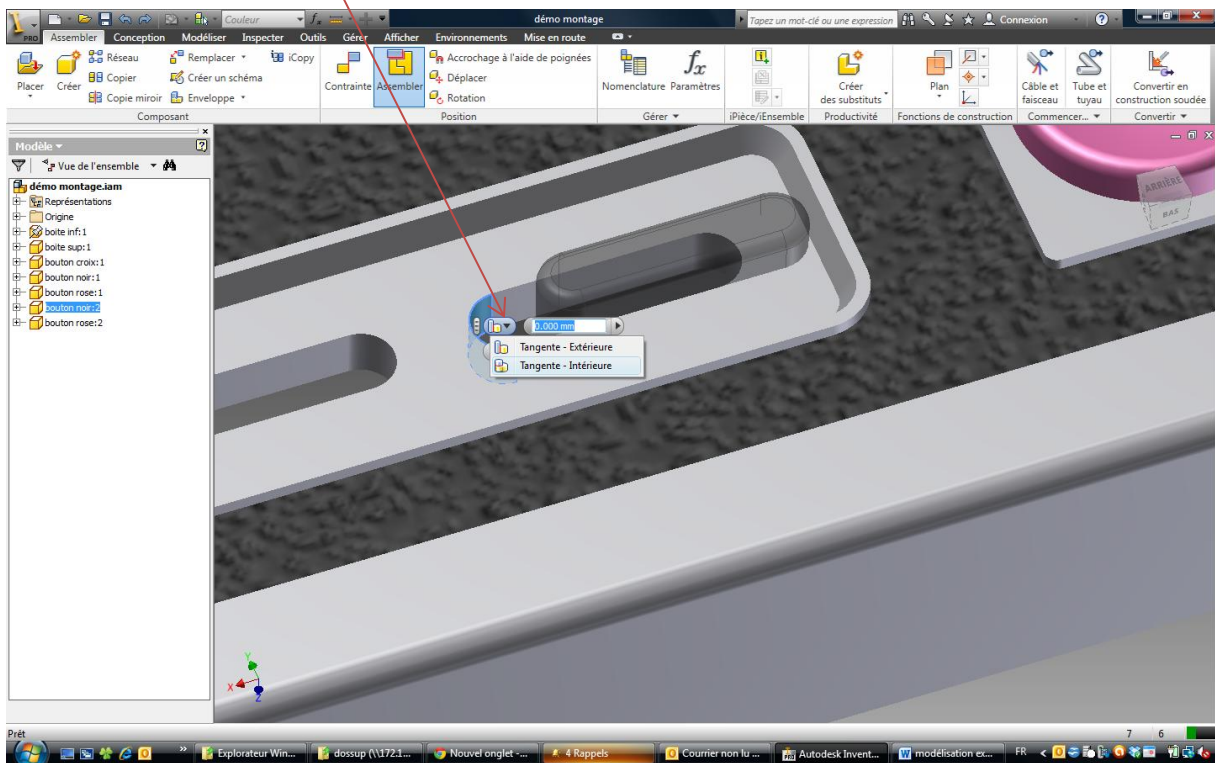 Couleur
démo montage
Tapez un mot-clé ou une expression
Connexion
PRO
Assembler Conception Modéliser Inspecter Outils Gérer Afficher Environnements Mise en route
Placer
Créer
Réseau
Copier
Copie miroir
Remplacer
Créer un schéma
Enveloppe
iCopy
Contrainte
Assembler
Accrochage à l'aide de poignées
Déplacer
Rotation
Nomenclature
Paramètres
Créer
des substituts
Plan
Câble et
faisceau
Tube et
tuyau
Convertir en
construction soudée
Composant
Position
Gérer
iPièce/iEnsemble
Productivité
Fonctions de construction
Commencer...
Convertir
Modèle
Vue de l'ensemble
démo montage.iam
Représentations
Origine
boite inf:1
boite sup:1
bouton croix:1
bouton noir:1
bouton rose:1
bouton noir:2
bouton rose:2
ARRIÈRE
BAS
0.000 mm
Tangente - Extérieure
Tangente - Intérieure
Y
X
Z
Prêt
7 6
Explorateur Win...
dossup (\\172.1...
Nouvel onglet -...
4 Rappels
Courrier non lu ...
Autodesk Invent...
modélisation ex...
FR